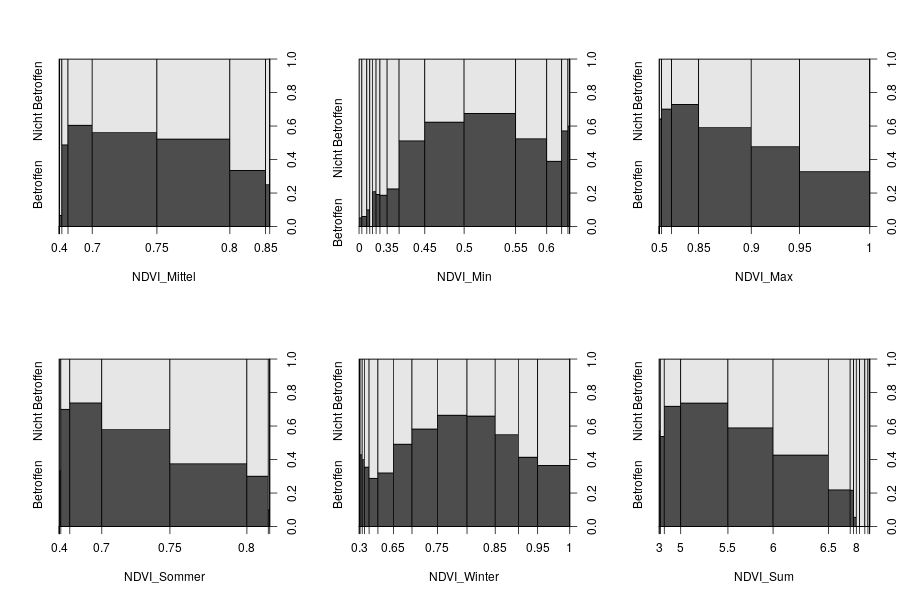 Betroffen Nicht Betroffen
0.0 0.2 0.4 0.6 0.8 1.0
0.4 0.7 0.75 0.8 0.85
NDVI_Mittel
Betroffen Nicht Betroffen
0.0 0.2 0.4 0.6 0.8 1.0
0 0.35 0.45 0.5 0.55 0.6
NDVI_Min
Betroffen Nicht Betroffen
0.0 0.2 0.4 0.6 0.8 1.0
0.5 0.85 0.9 0.95 1
NDVI_Max
Betroffen Nicht Betroffen
0.0 0.2 0.4 0.6 0.8 1.0
0.4 0.7 0.75 0.8
NDVI_Sommer
Betroffen Nicht Betroffen
0.0 0.2 0.4 0.6 0.8 1.0
0.3 0.65 0.75 0.85 0.95 1
NDVI_Winter
Betroffen Nicht Betroffen
0.0 0.2 0.4 0.6 0.8 1.0
3 5 5.5 6 6.5 8
NDVI_Sum